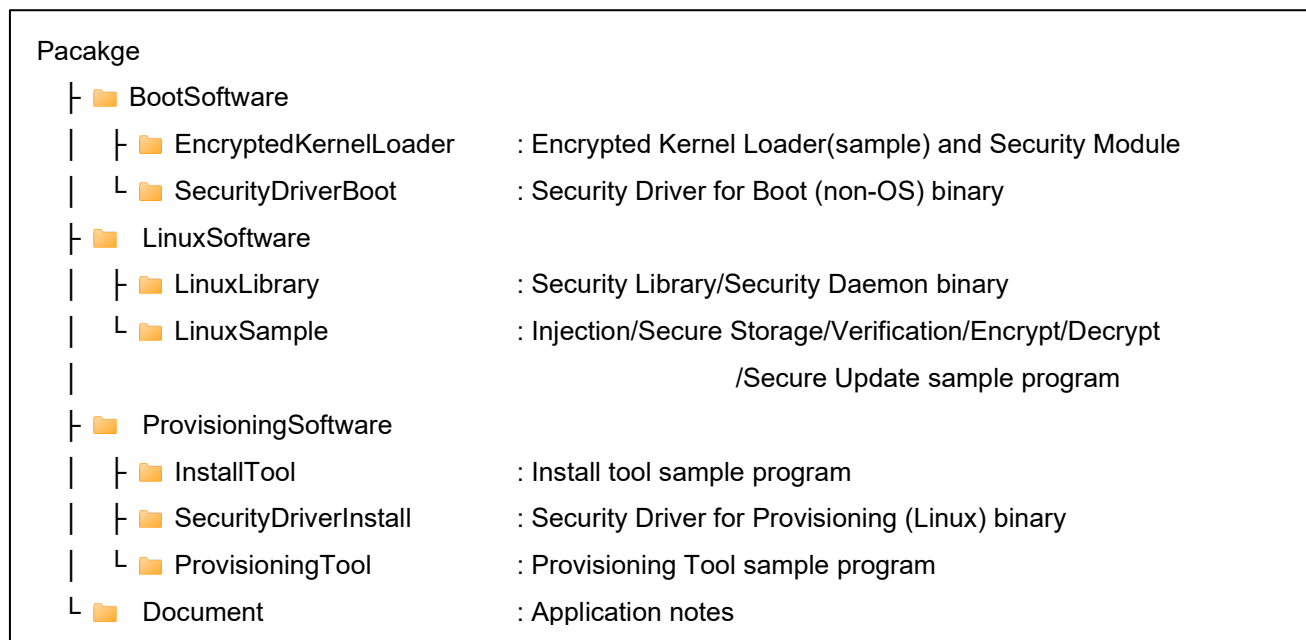 Pacakge
├ BootSoftware
│ ├ EncryptedKernelLoader : Encrypted Kernel Loader(sample) and Security Module
│ └ SecurityDriverBoot : Security Driver for Boot (non-OS) binary
├ LinuxSoftware
│ ├ LinuxLibrary : Security Library/Security Daemon binary
│ └ LinuxSample : Injection/Secure Storage/Verification/Encrypt/Decrypt
│ /Secure Update sample program
├ ProvisioningSoftware
│ ├ InstallTool : Install tool sample program
│ ├ SecurityDriverInstall : Security Driver for Provisioning (Linux) binary
│ └ ProvisioningTool : Provisioning Tool sample program
└ Document : Application notes